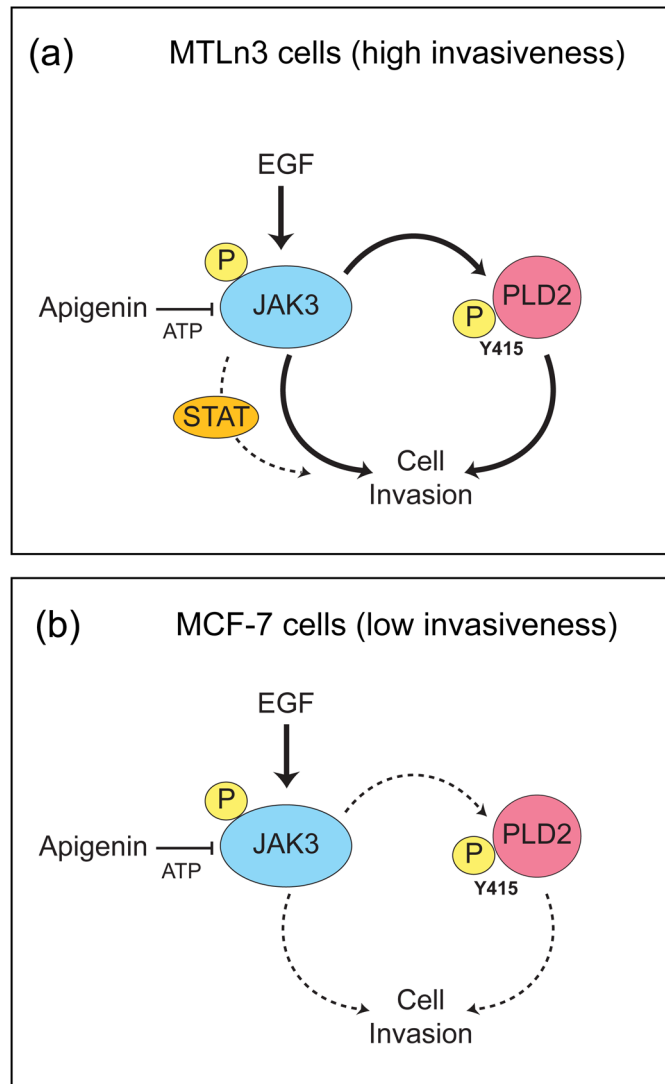 (a) MTLn3 cells (high invasiveness)
EGF
P
JAK3
PLD2
Apigenin
ATP
P
Y415
STAT
Cell
Invasion
(b) MCF-7 cells (low invasiveness)
EGF
P
JAK3
PLD2
Apigenin
ATP
P
Y415
Cell
Invasion